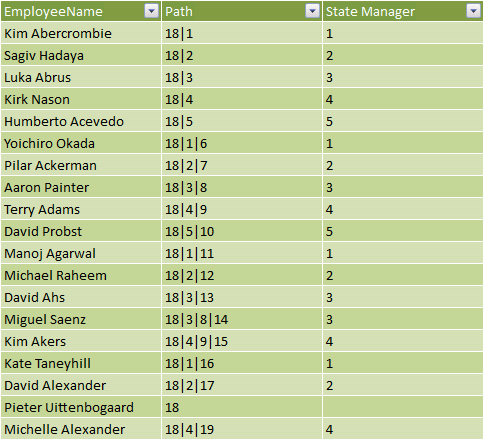 EmployeeName Path State Manager
Kim Abercrombie 18|1 1
Sagiv Hadaya 18|2 2
Luka Abrus 18|3 3
Kirk Nason 18|4 4
Humberto Acevedo 18|5 5
Yoichiro Okada 18|1|6 1
Pilar Ackerman 18|2|7 2
Aaron Painter 18|3|8 3
Terry Adams 18|4|9 4
David Probst 18|5|10 5
Manoj Agarwal 18|1|11 1
Michael Raheem 18|2|12 2
David Ahs 18|3|13 3
Miguel Saenz 18|3|8|14 3
Kim Akers 18|4|9|15 4
Kate Taneyhill 18|1|16 1
David Alexander 18|2|17 2
Pieter Uittenbogaard 18
Michelle Alexander 18|4|19 4